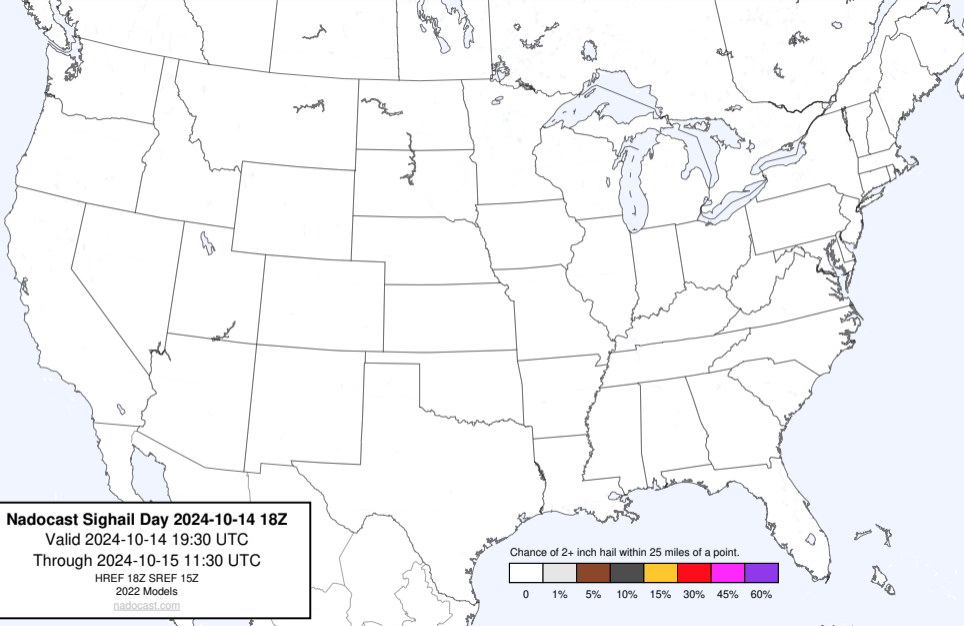 Nadocast Sighail Day 2024-10-14 18Z
Valid 2024-10-14 19:30 UTC
Through 2024-10-15 11:30 UTC
HREF 18Z SREF 15Z
2022 Models
nadocast.com
Chance of 2+ inch hail within 25 miles of a point.
0 1% 5% 10% 15% 30% 45% 60%